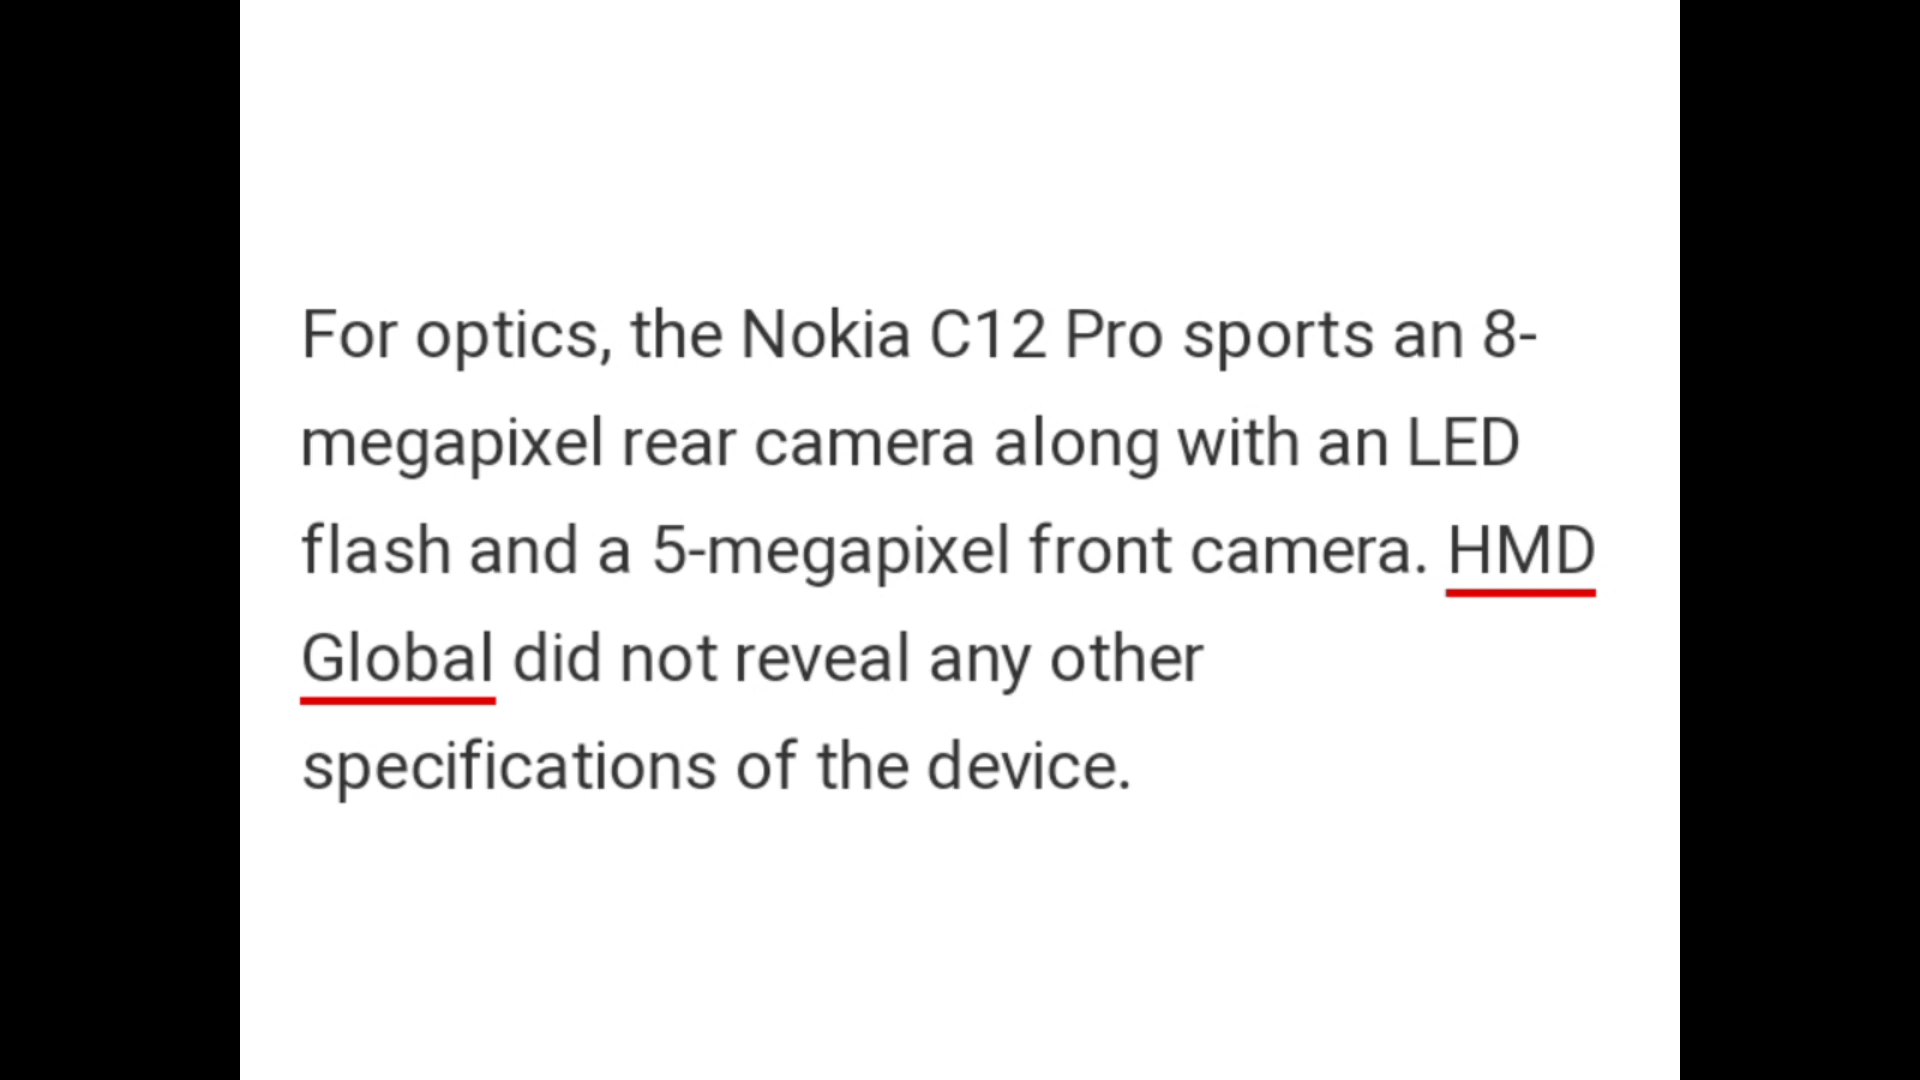 For optics, the Nokia C12 Pro sports an 8-
megapixel rear camera along with an LED
flash and a 5-megapixel front camera. HMD
Global did not reveal any other
specifications of the device.